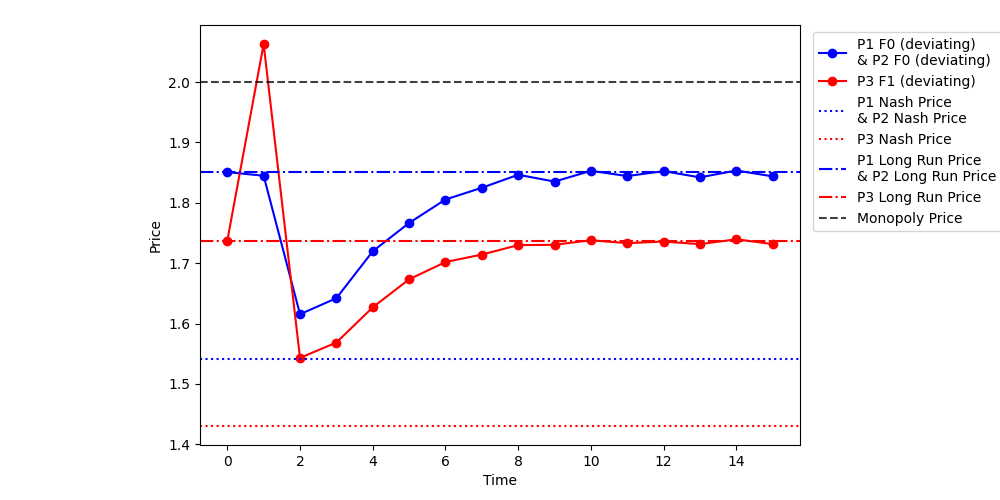 2.0
1.9
1.8
1.7
1.6
1.5
1.4
Price
0 2 4 6 8 10 12 14
Time
P1 F0 (deviating)
& P2 F0 (deviating)
P3 F1 (deviating)
P1 Nash Price
& P2 Nash Price
P3 Nash Price
P1 Long Run Price
& P2 Long Run Price
P3 Long Run Price
Monopoly Price